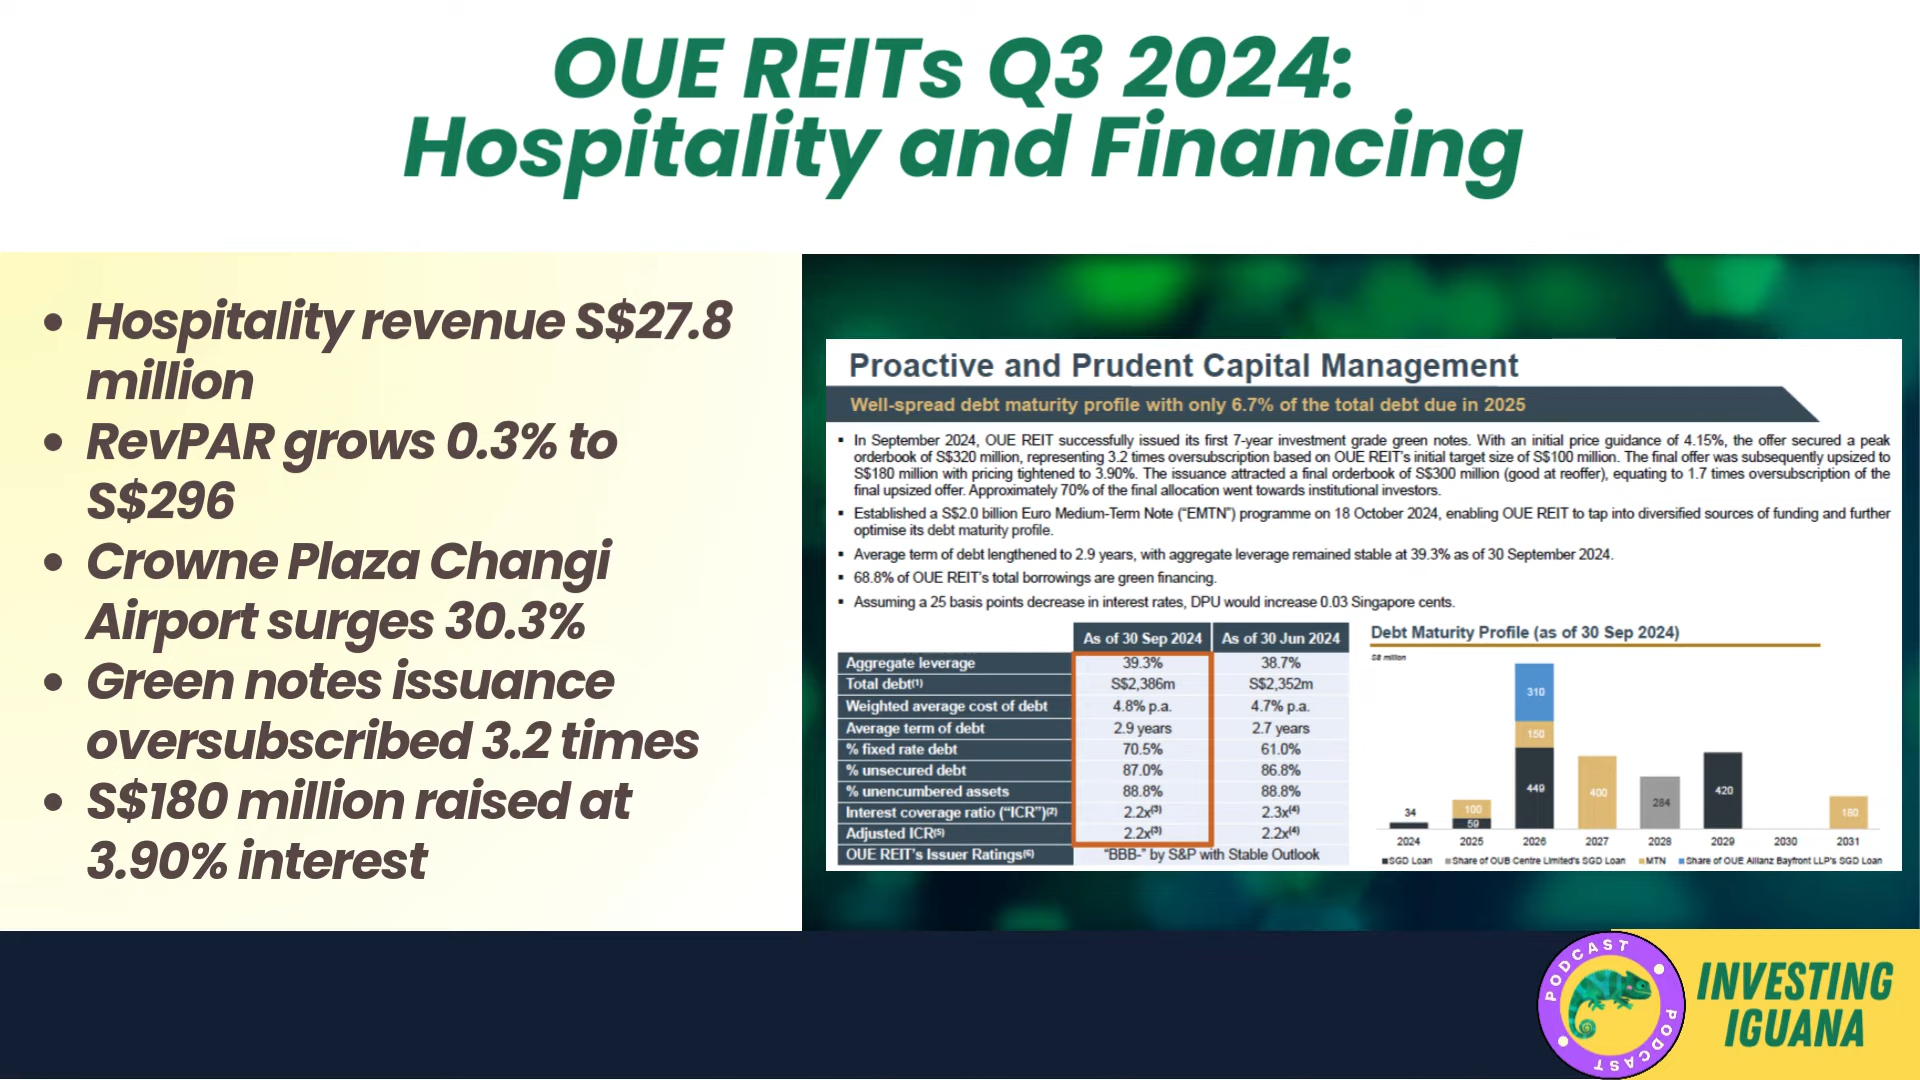 OUE REITs Q3 2024:
Hospitality and Financing
• Hospitality revenue S$27.8
million
• RevPAR grows 0.3% to
S$296
• Crowne Plaza Changi
Airport surges 30.3%
• Green notes issuance
oversubscribed 3.2 times
• S$180 million raised at
3.90% interest
Proactive and Prudent Capital Management
Well-spread debt maturity profile with only 6.7% of the total debt due in 2025
▪ In September 2024, OUE REIT successfully issued its first 7-year investment grade green notes. With an initial price guidance of 4.15%, the offer secured a peak
orderbook of S$320 million, representing 3.2 times oversubscription based on OUE REIT's initial target size of S$100 million. The final offer was subsequently upsized to
S$180 million with pricing tightened to 3.90%. The issuance attracted a final orderbook of S$300 million (good at reoffer), equating to 1.7 times oversubscription of the
final upsized offer. Approximately 70% of the final allocation went towards institutional investors.
▪ Established a S$2.0 billion Euro Medium-Term Note ("EMTN") programme on 18 October 2024, enabling OUE REIT to tap into diversified sources of funding and further
optimise its debt maturity profile.
▪ Average term of debt lengthened to 2.9 years, with aggregate leverage remained stable at 39.3% as of 30 September 2024.
▪ 68.8% of OUE REIT's total borrowings are green financing.
▪ Assuming a 25 basis points decrease in interest rates, DPU would increase 0.03 Singapore cents.
As of 30 Sep 2024 As of 30 Jun 2024
Aggregate leverage 39.3% 38.7%
Total debt(1) S$2,386m S$2,352m
Weighted average cost of debt 4.8% p.a. 4.7% p.a.
Average term of debt 2.9 years 2.7 years
% fixed rate debt 70.5% 61.0%
% unsecured debt 87.0% 86.8%
% unencumbered assets 88.8% 88.8%
Interest coverage ratio ("ICR")(2) 2.2x(3) 2.3x(4)
Adjusted ICR(5) 2.2x(3) 2.2x(4)
OUE REIT's Issuer Ratings(6) "BBB-" by S&P with Stable Outlook
Debt Maturity Profile (as of 30 Sep 2024)
S$ million
310
150
449
34
100
59
400
284
420
180
2024 2025 2026 2027 2028 2029 2030 2031
SGD Loan Share of OUB Centre Limited's SGD Loan MTN Share of OUE Allianz Bayfront LLP's SGD Loan
PODCAST
PODCAST
INVESTING
IGUANA